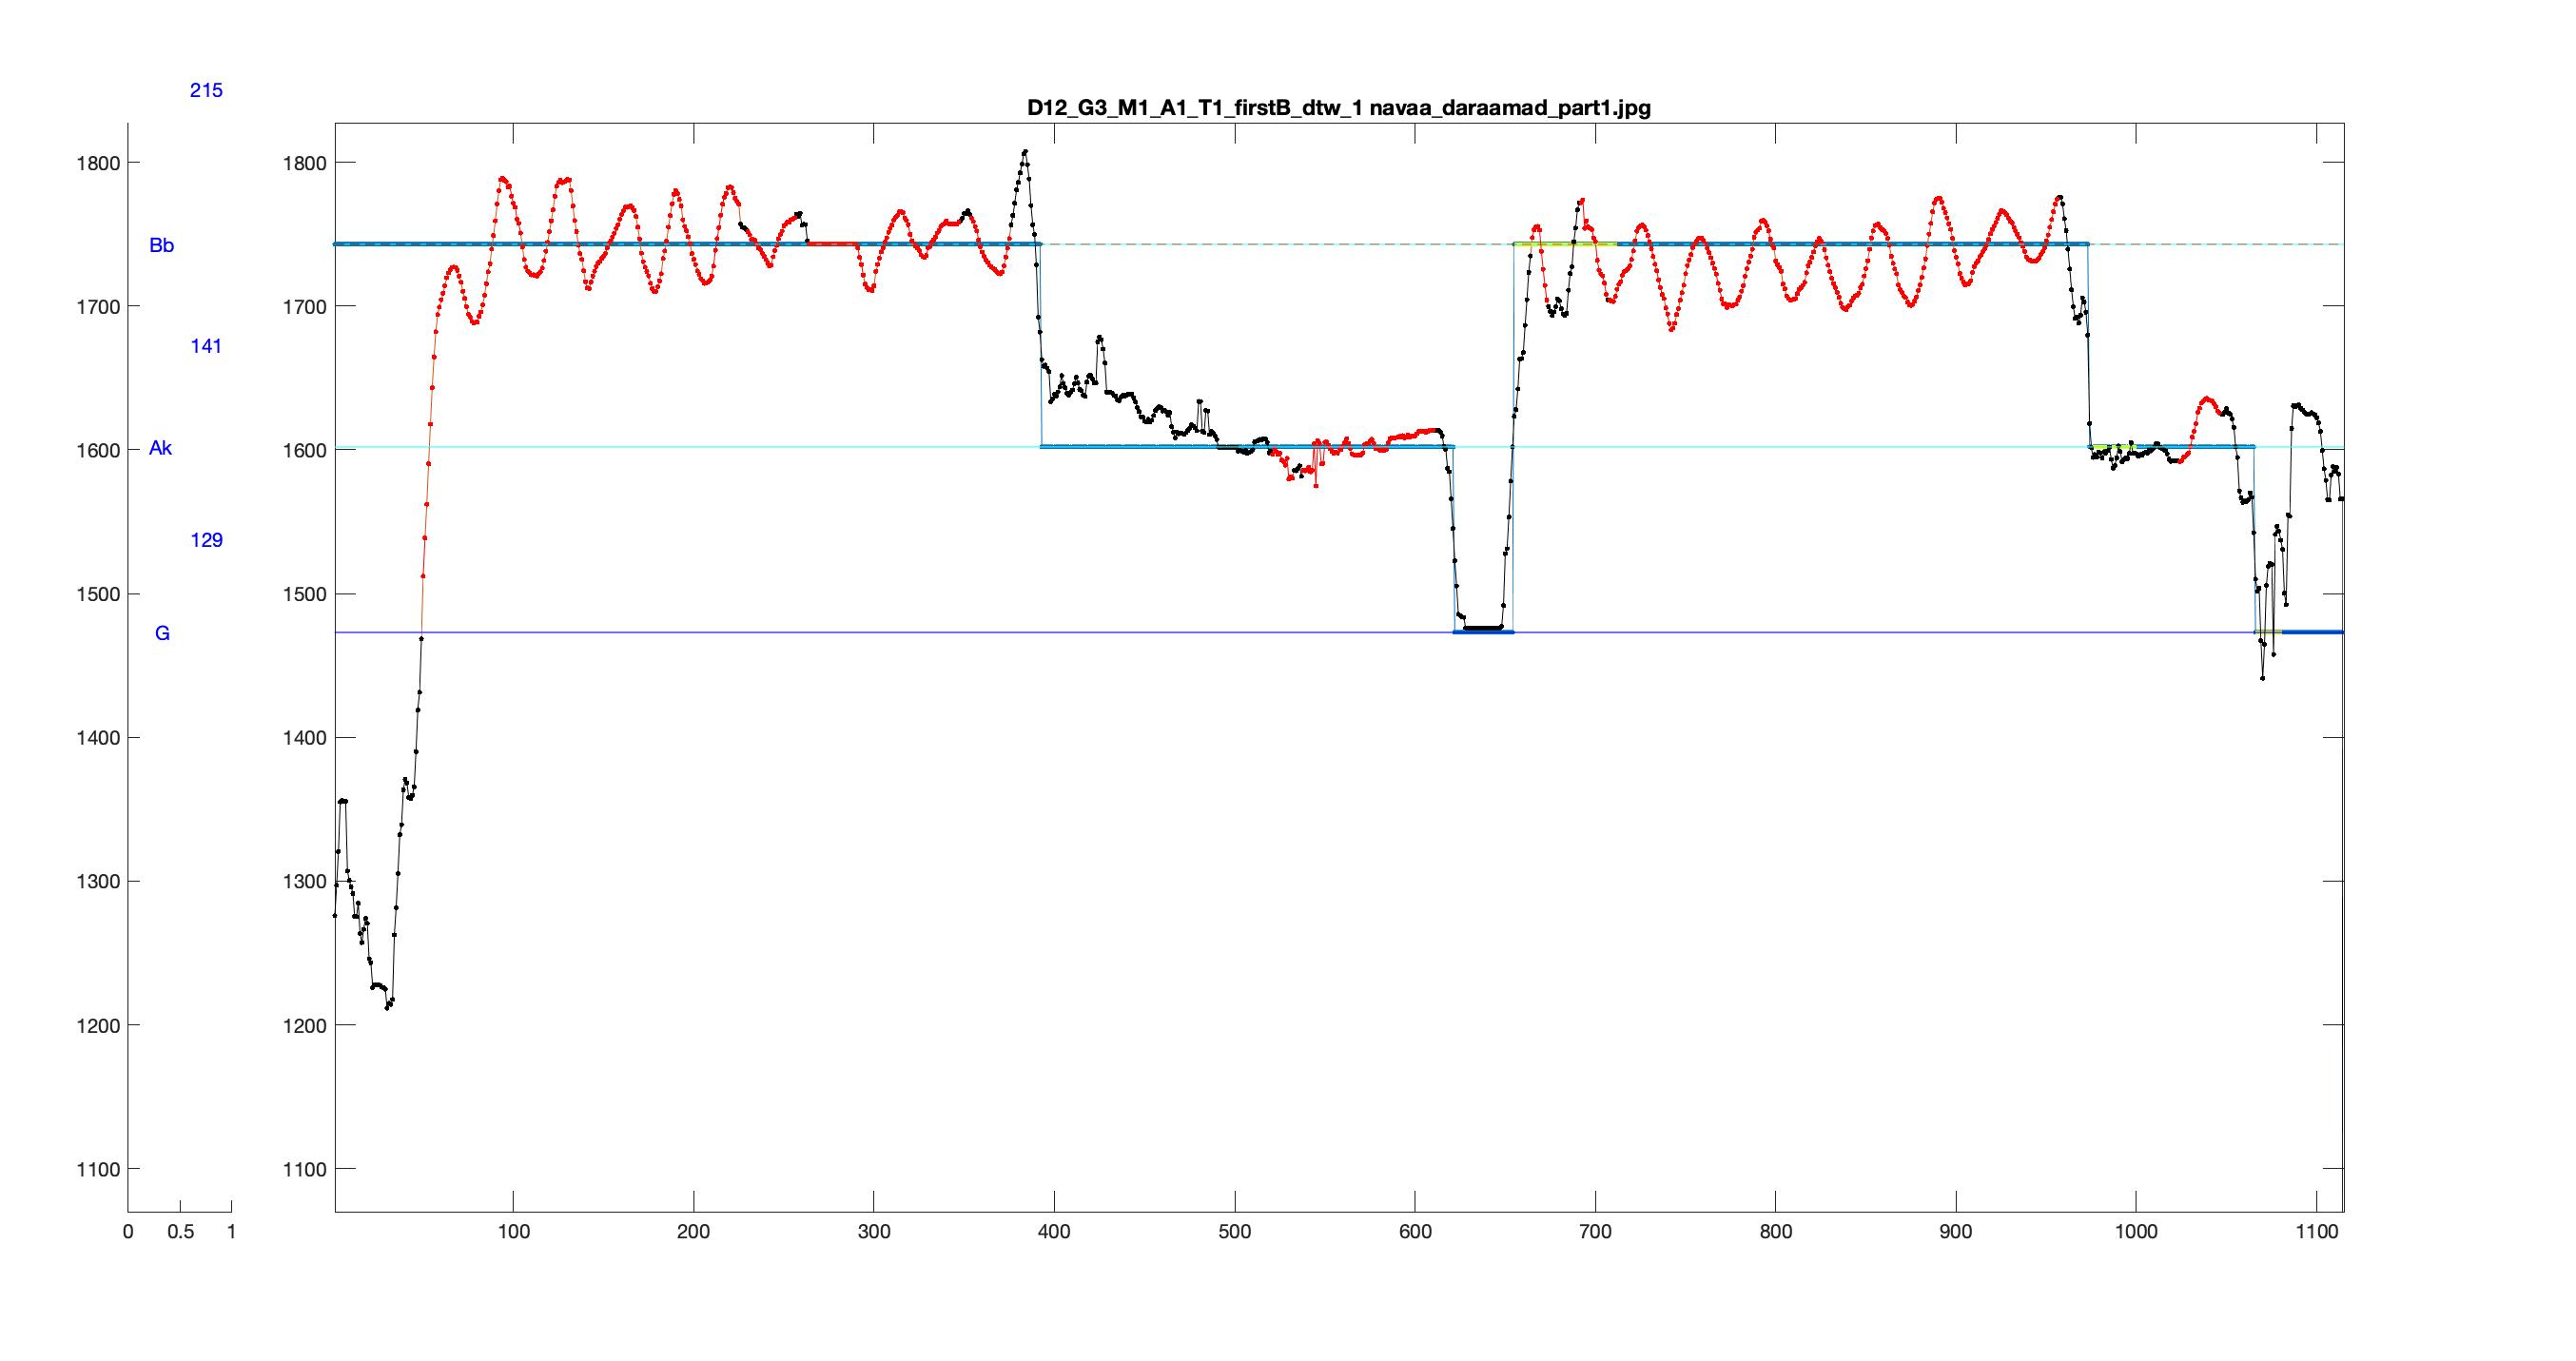 215
D12_G3_M1_A1_T1_firstB_dtw_1 navaa_daraamad_part1.jpg
1800 1800
Bb
1700 1700
141
1600 Ak 1600
129
1500 1500
G
1400 1400
1300 1300
1200 1200
1100 1100
0 0.5 1 100 200 300 400 500 600 700 800 900 1000 1100